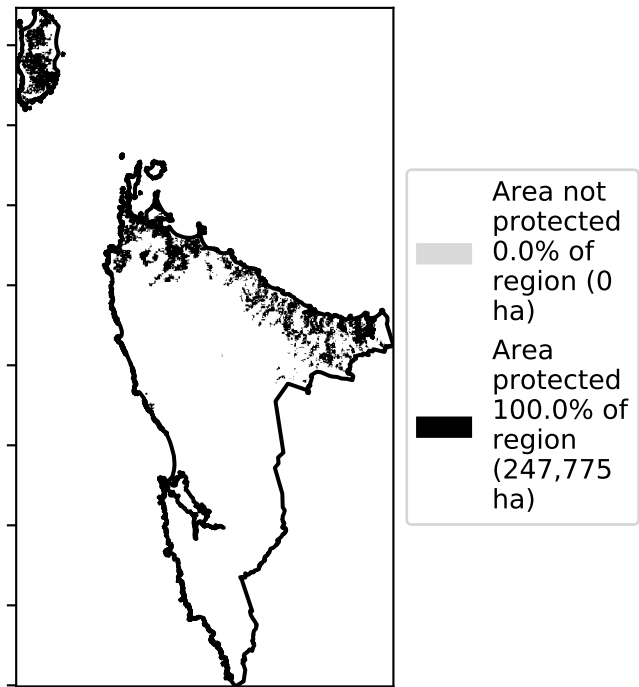 Area not
protected
0.0% of
region (0
ha)
Area
protected
100.0% of
region
(247,775
ha)